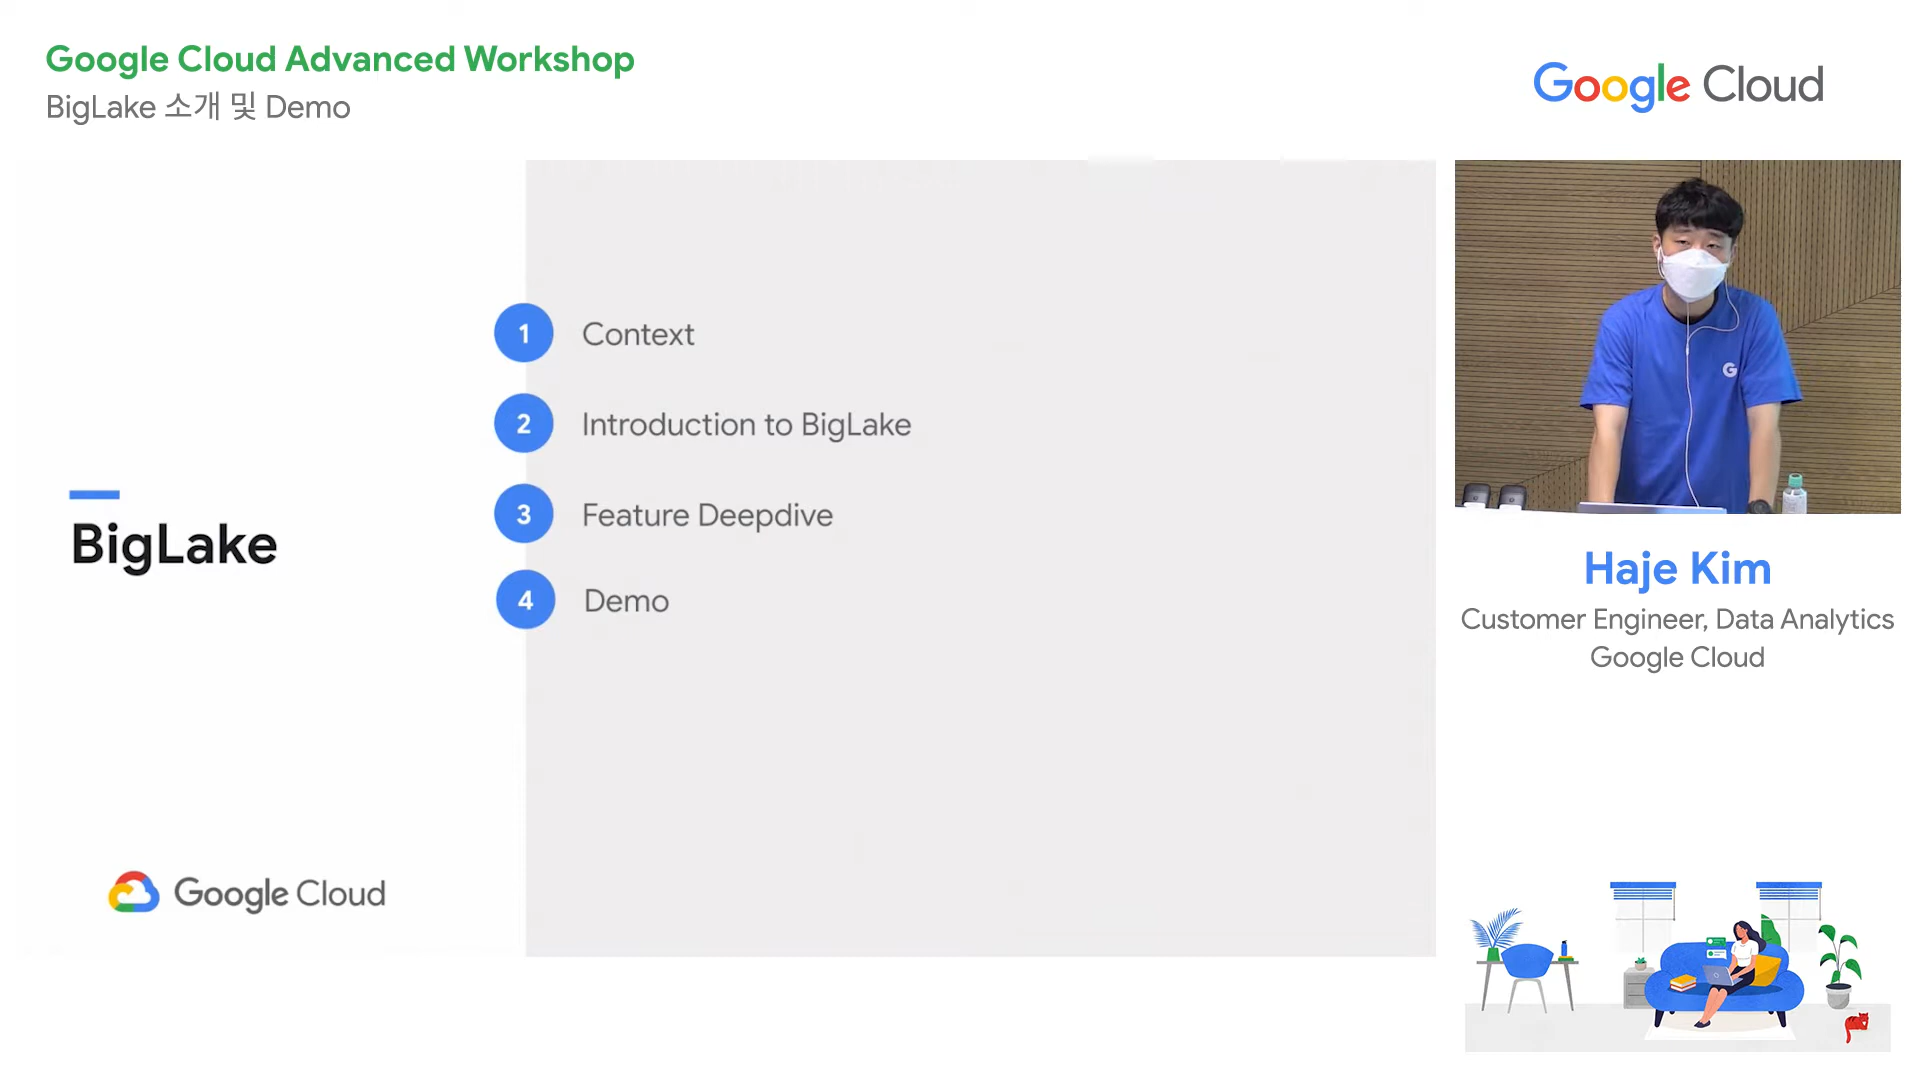 Google Cloud Advanced Workshop
BigLake 소개 및 Demo
Google Cloud
BigLake
1 Context
2 Introduction to BigLake
3 Feature Deepdive
4 Demo
Google Cloud
G
Haje Kim
Customer Engineer, Data Analytics
Google Cloud